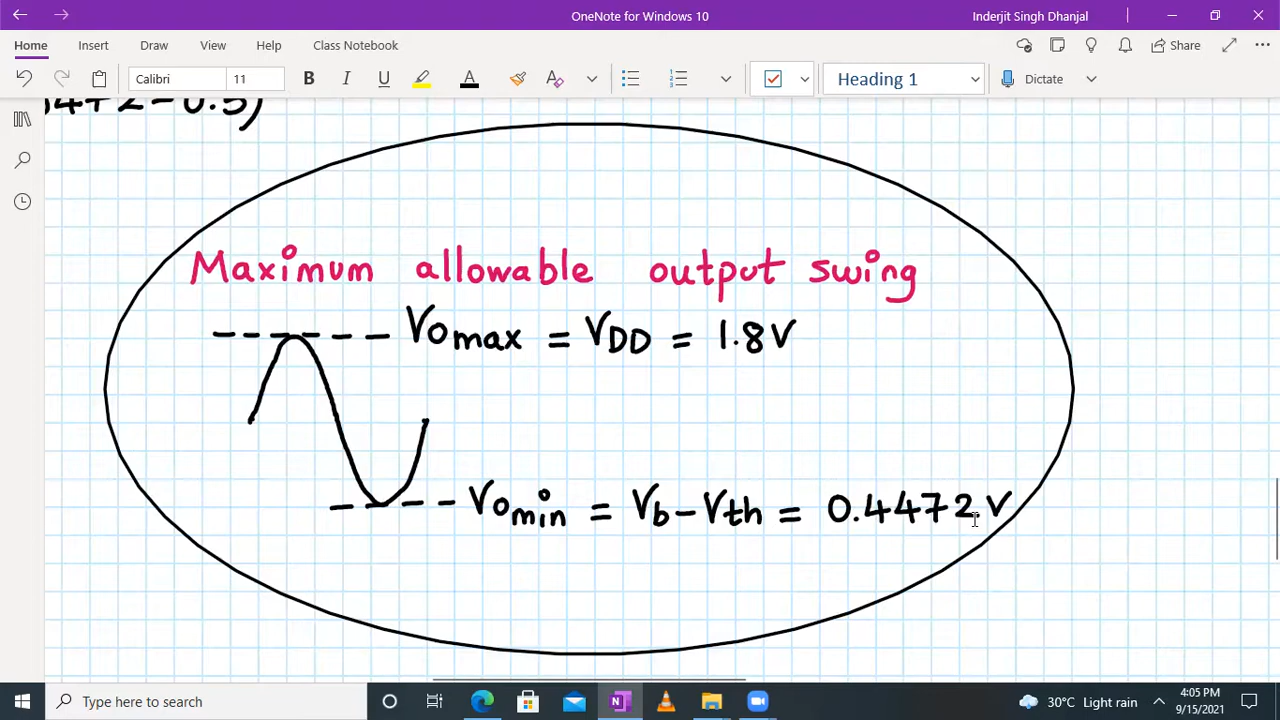 OneNote for Windows 10
Inderjit Singh Dhanjal
Home Insert Draw View Help Class Notebook
Share
Calibri 11 B I U A Heading 1 Dictate
Maximum allowable output swing
Vomax = VDD = 1.8V
Vomin = Vb-Vth = 0.4472V
Type here to search
30°C Light rain
4:05 PM
9/15/2021